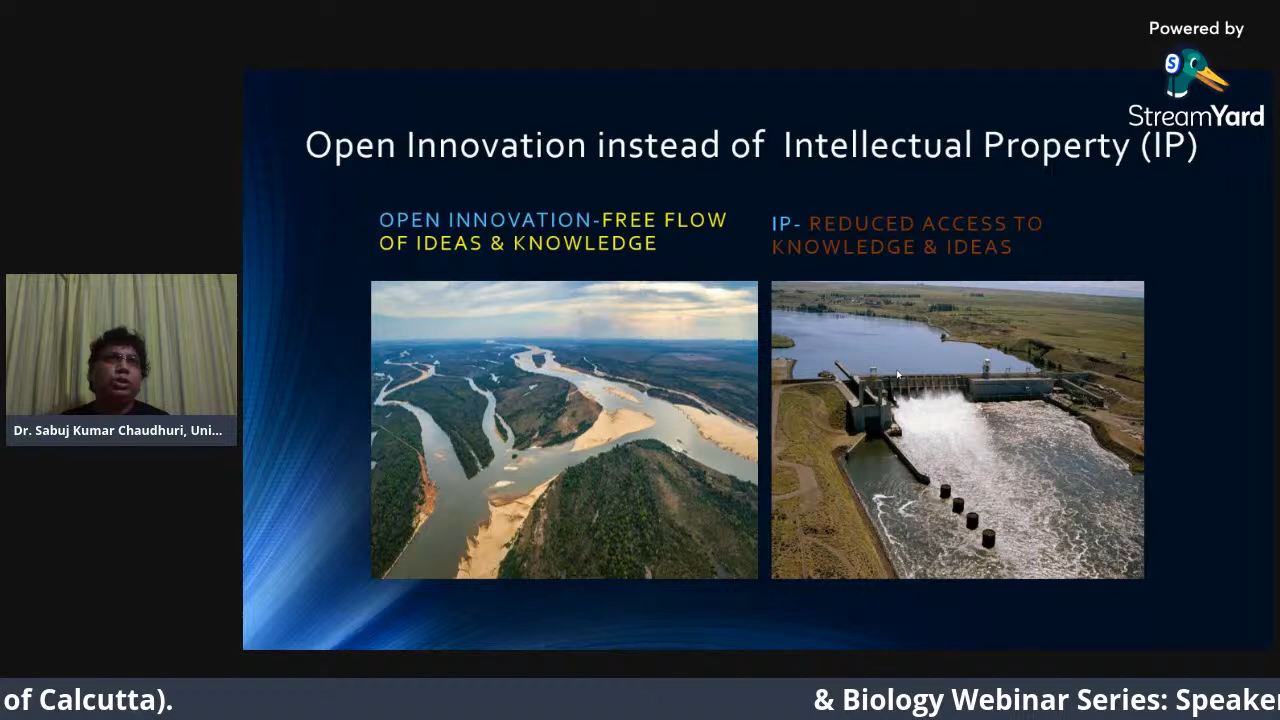 Powered by
S
StreamYard
Open Innovation instead of Intellectual Property (IP)
OPEN INNOVATION-FREE FLOW
OF IDEAS & KNOWLEDGE
IP- REDUCED ACCESS TO
KNOWLEDGE & IDEAS
Dr. Sabuj Kumar Chaudhuri, Uni...
of Calcutta). & Biology Webinar Series: Speaker